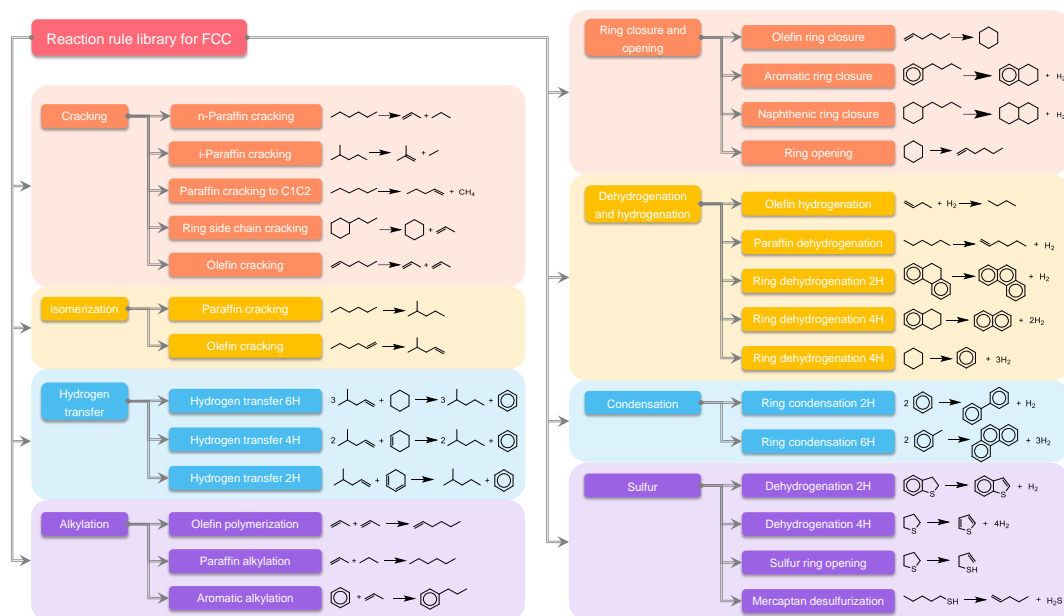 Reaction rule library for FCC
Cracking
n-Paraffin cracking
+
i-Paraffin cracking
+
Paraffin cracking to C1C2
+ CH4
Ring side chain cracking
+
Olefin cracking
+
isomerization
Paraffin cracking
Olefin cracking
Hydrogen
transfer
Hydrogen transfer 6H
3 + 3 +
Hydrogen transfer 4H
2 + 2 +
Hydrogen transfer 2H
+ +
Alkylation
Olefin polymerization
+
Paraffin alkylation
+
Aromatic alkylation
+
Ring closure and
opening
Olefin ring closure
Aromatic ring closure
+ H2
Naphthenic ring closure
+ H2
Ring opening
Dehydrogenation
and hydrogenation
Olefin hydrogenation
+ H2
Paraffin dehydrogenation
+ H2
Ring dehydrogenation 2H
+ H2
Ring dehydrogenation 4H
+ 2H2
Ring dehydrogenation 4H
+ 3H2
Condensation
Ring condensation 2H
2 + H2
Ring condensation 6H
2 + 3H2
Sulfur
Dehydrogenation 2H
S S + H2
Dehydrogenation 4H
S S + 4H2
Sulfur ring opening
S SH
Mercaptan desulfurization
SH + H2S